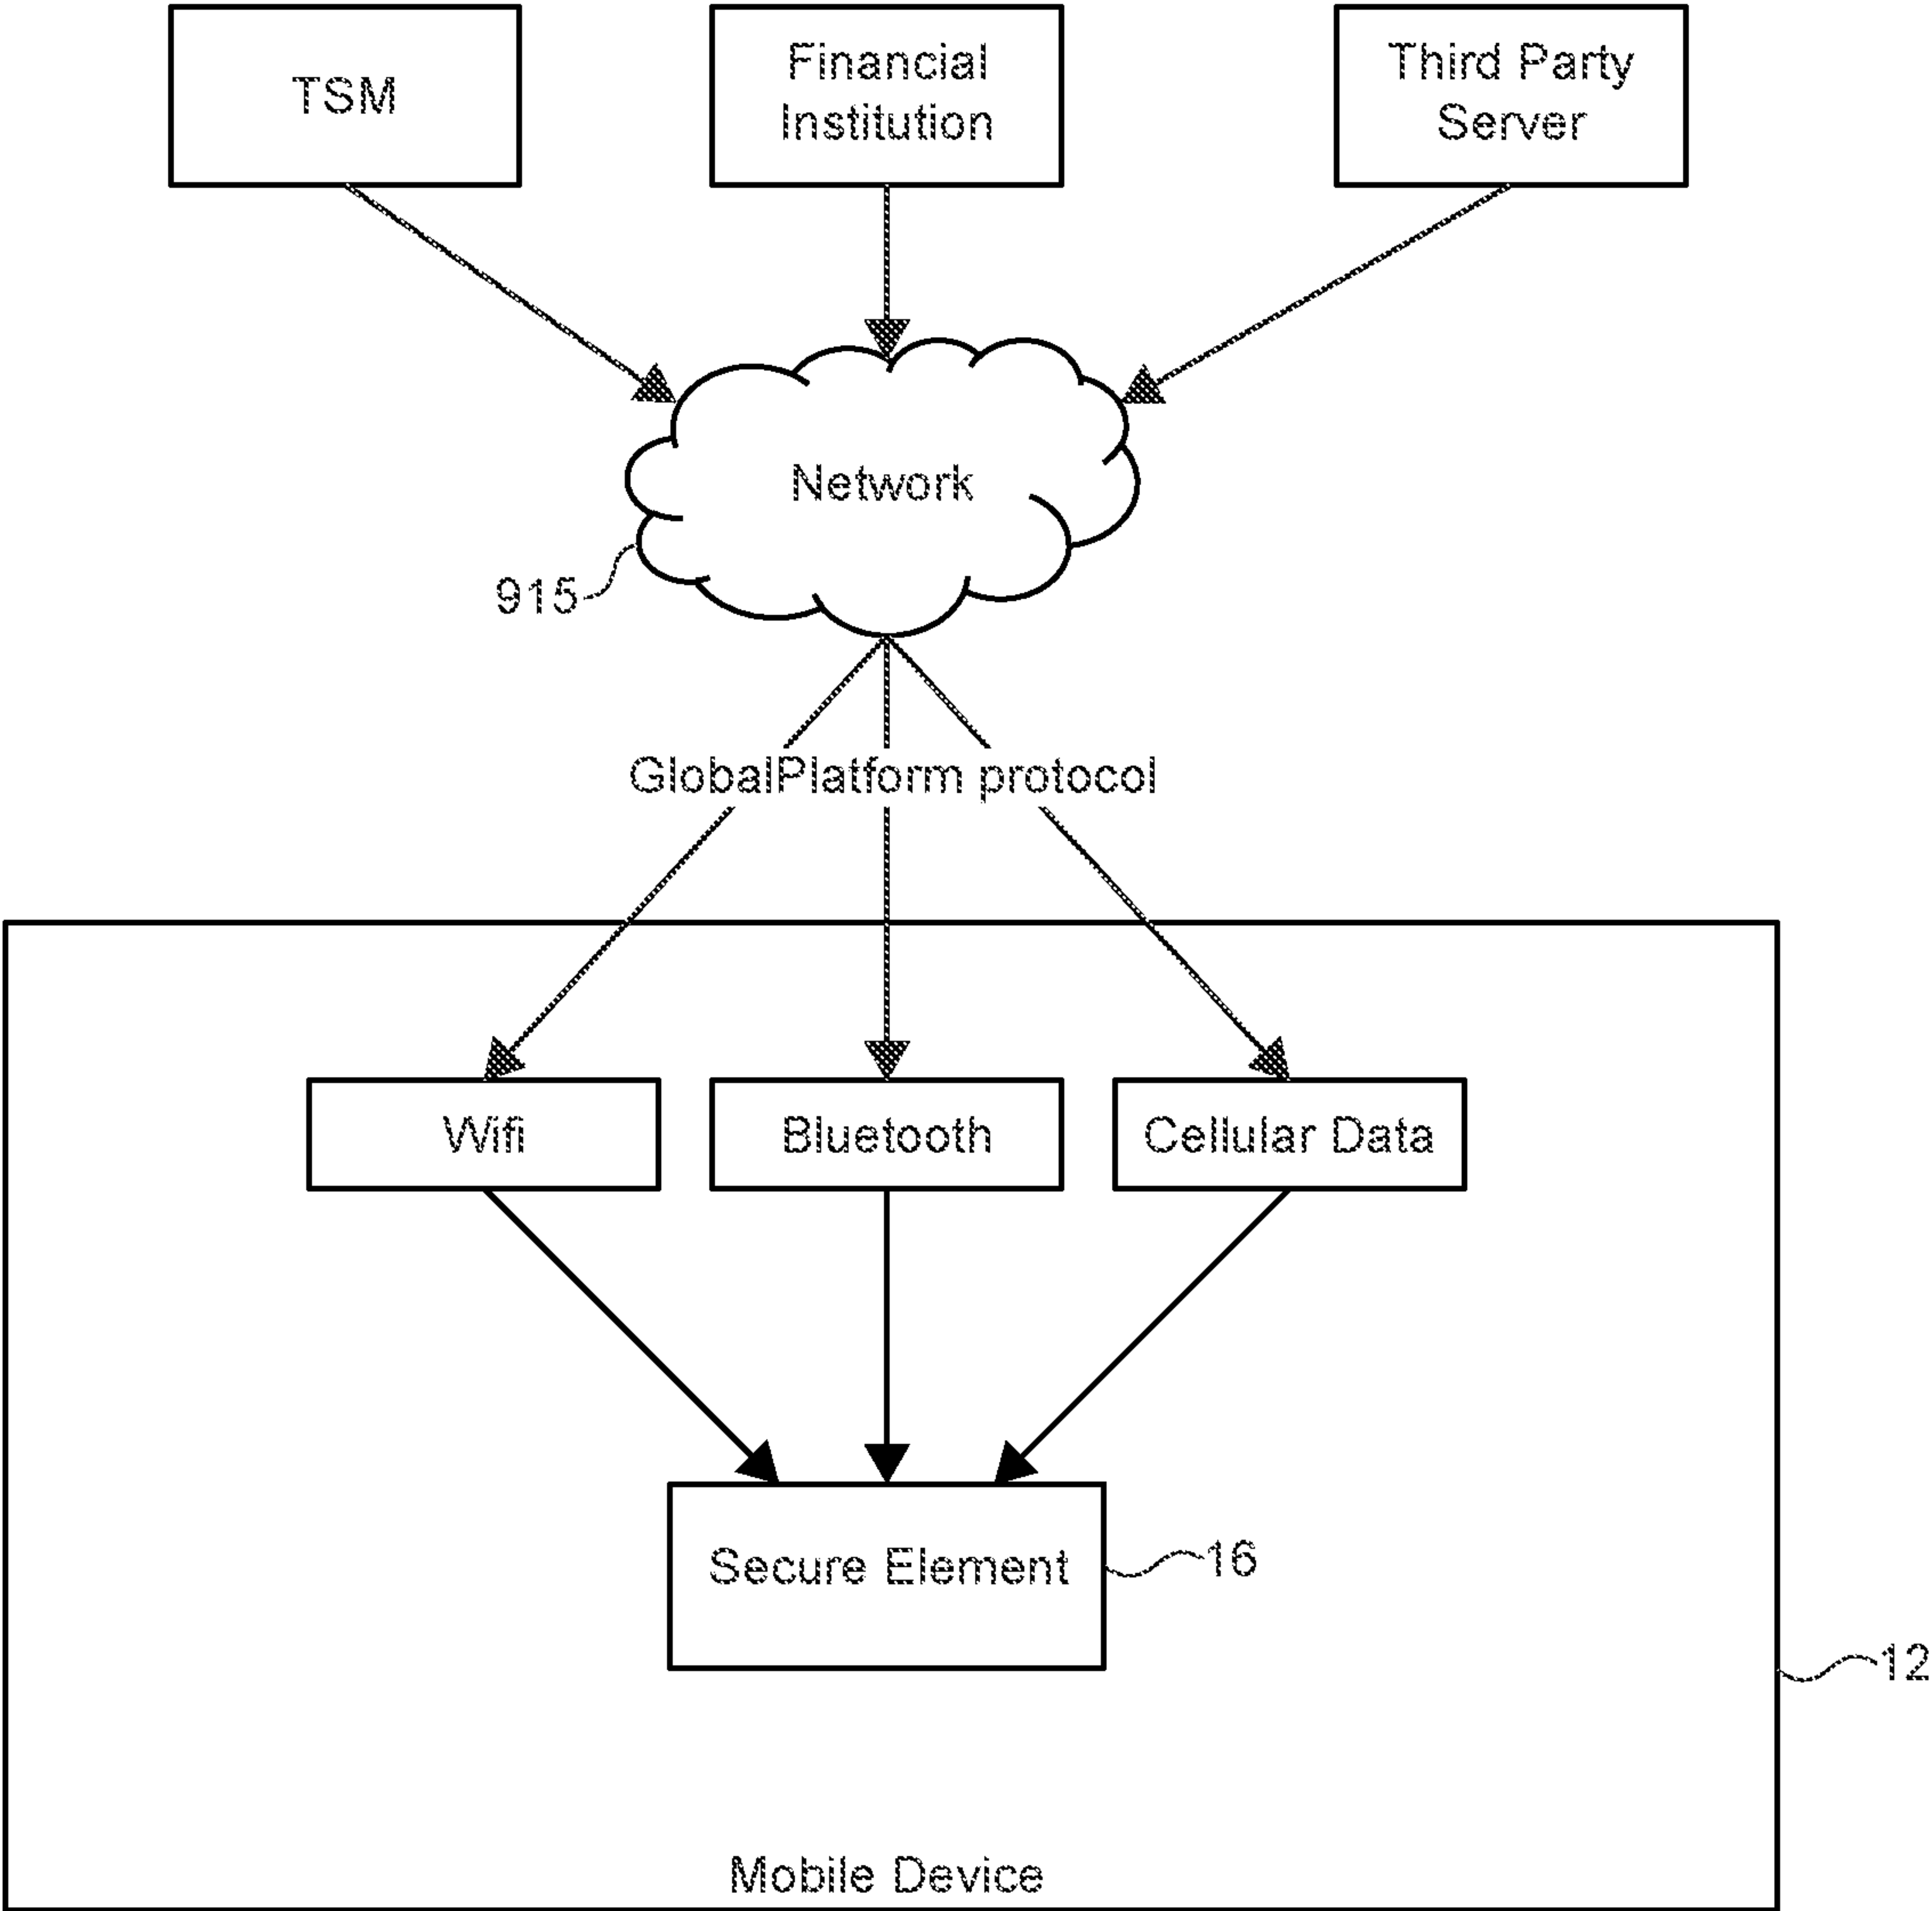 TSM
Financial
Institution
Third Party
Server
Network
915
GlobalPlatform protocol
Wifi
Bluetooth
Cellular Data
Secure Element
16
12
Mobile Device